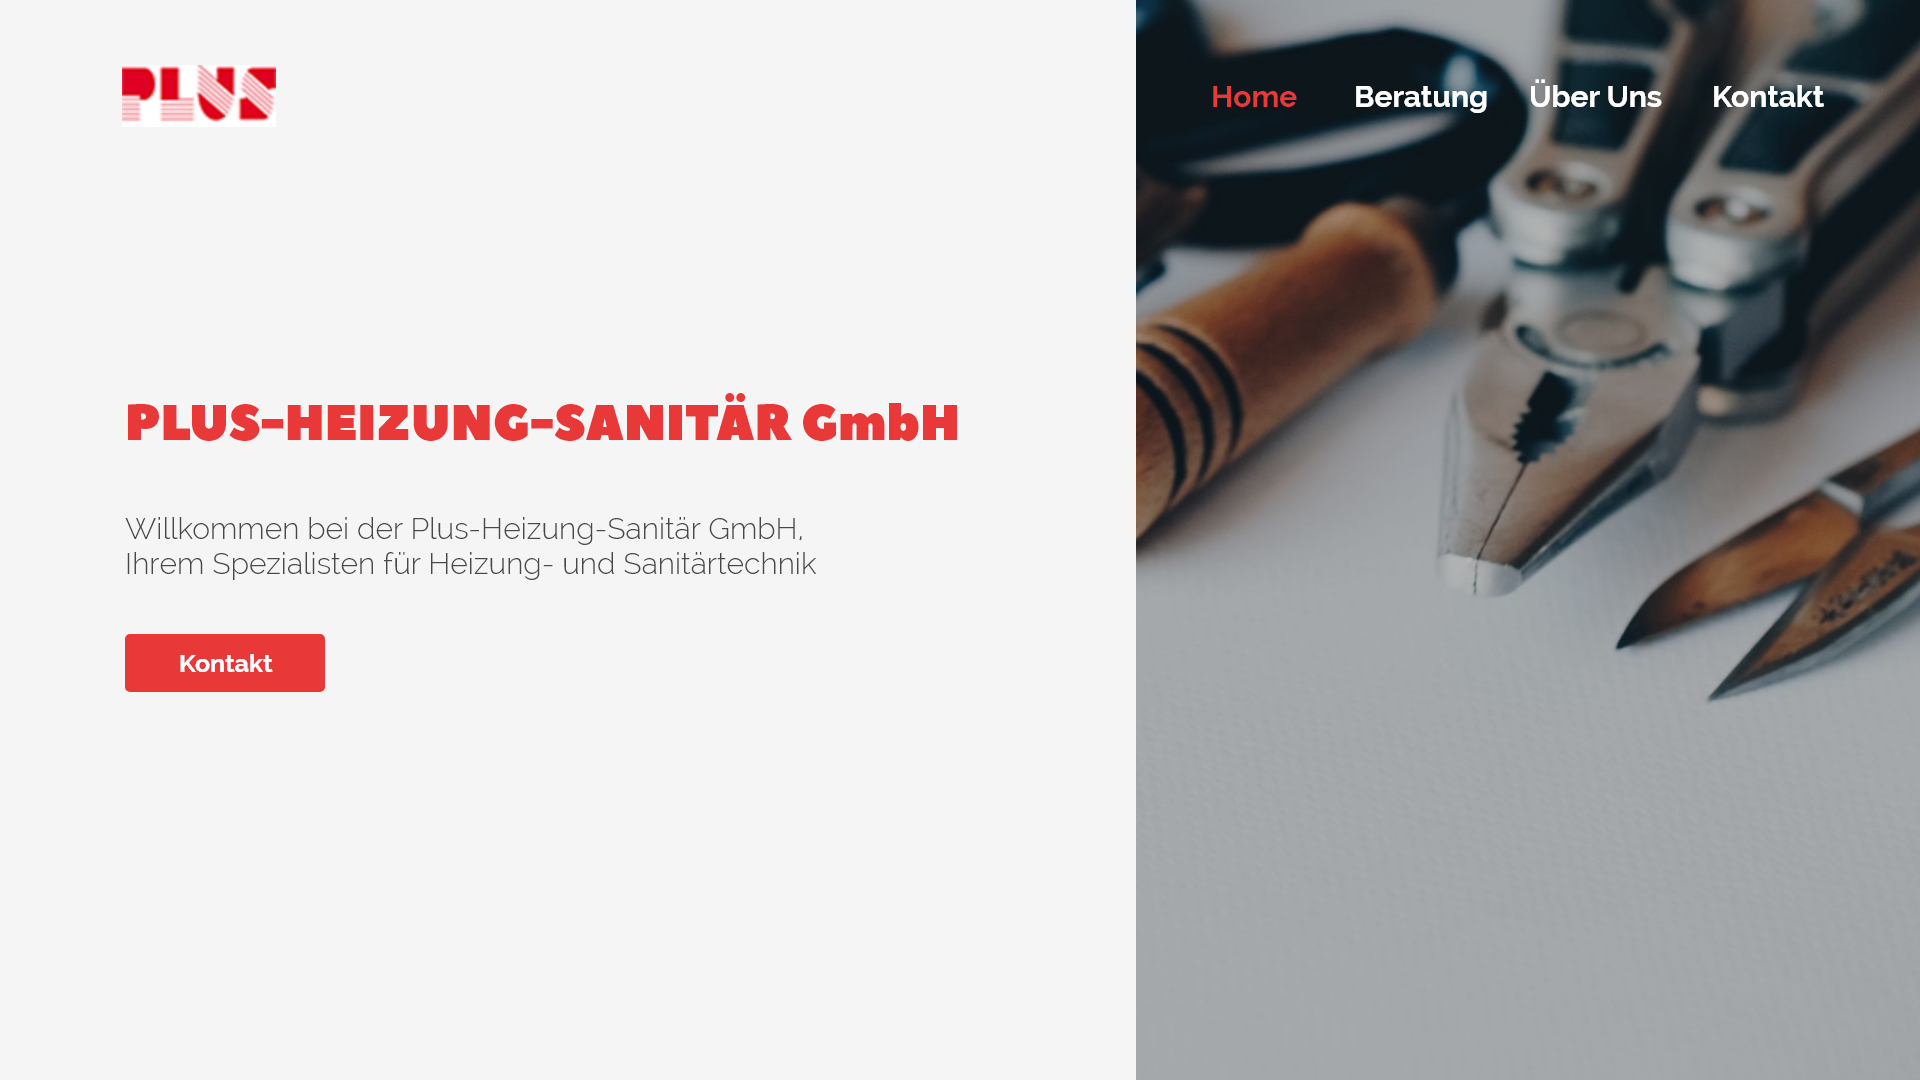 PLUS
Home Beratung Über Uns Kontakt
PLUS-HEIZUNG-SANITÄR GmbH
Willkommen bei der Plus-Heizung-Sanitär GmbH,
Ihrem Spezialisten für Heizung- und Sanitärtechnik
Kontakt